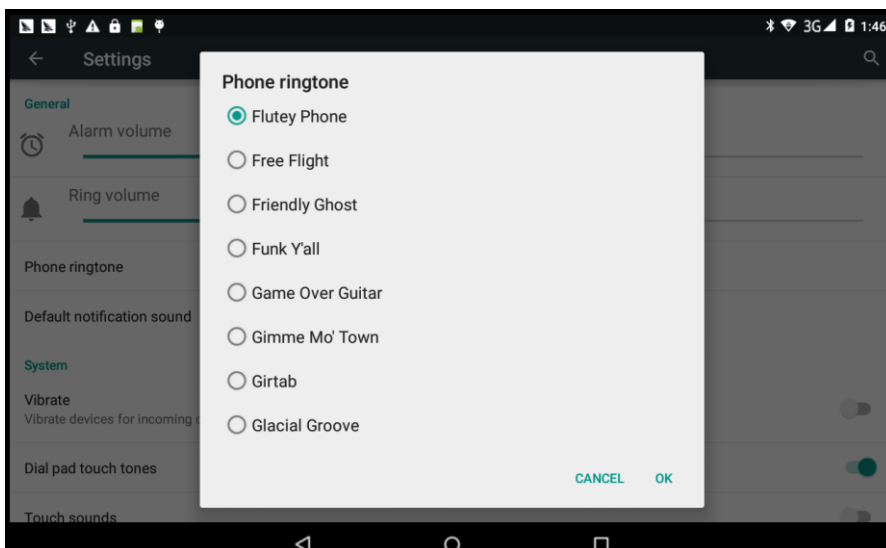 3G 1:46
Settings
Phone ringtone
Flutey Phone
Free Flight
Friendly Ghost
Funk Y'all
Game Over Guitar
Gimme Mo' Town
Girtab
Glacial Groove
CANCEL OK
General
Alarm volume
Ring volume
Phone ringtone
Default notification sound
System
Vibrate
Vibrate devices for incoming
Dial pad touch tones
Touch sounds